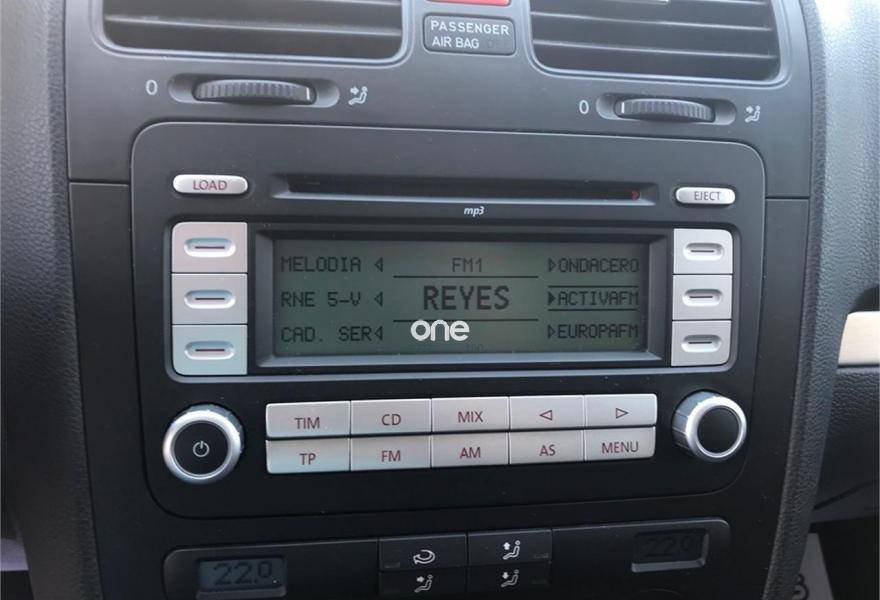 PASSENGER
AIR BAG
0
0
LOAD
EJECT
mp3
MELODIA FM1 ONDACERO
RNE 5-V REYES ACTIVAFM
CAD. SER one EUROPAFM
TIM CD MIX
TP FM AM AS MENU
22.0
22.0